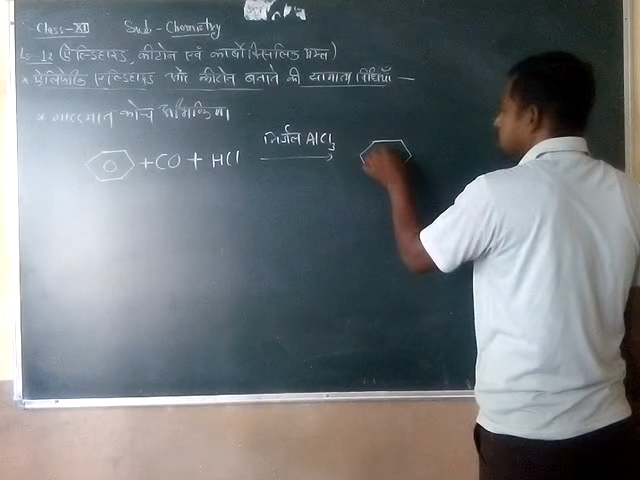 Class-XII Sub-Chemistry
L-12 (ऐल्डिहाइड, कीटोन एवं कार्बोक्सिलिक अम्ल)
* ऐल्डिहाइड और कीटोन बनाने की सामान्य विधियाँ —
* गाटरमान कोच अभिक्रिया
+ CO + HCl निर्जल AlCl3 →